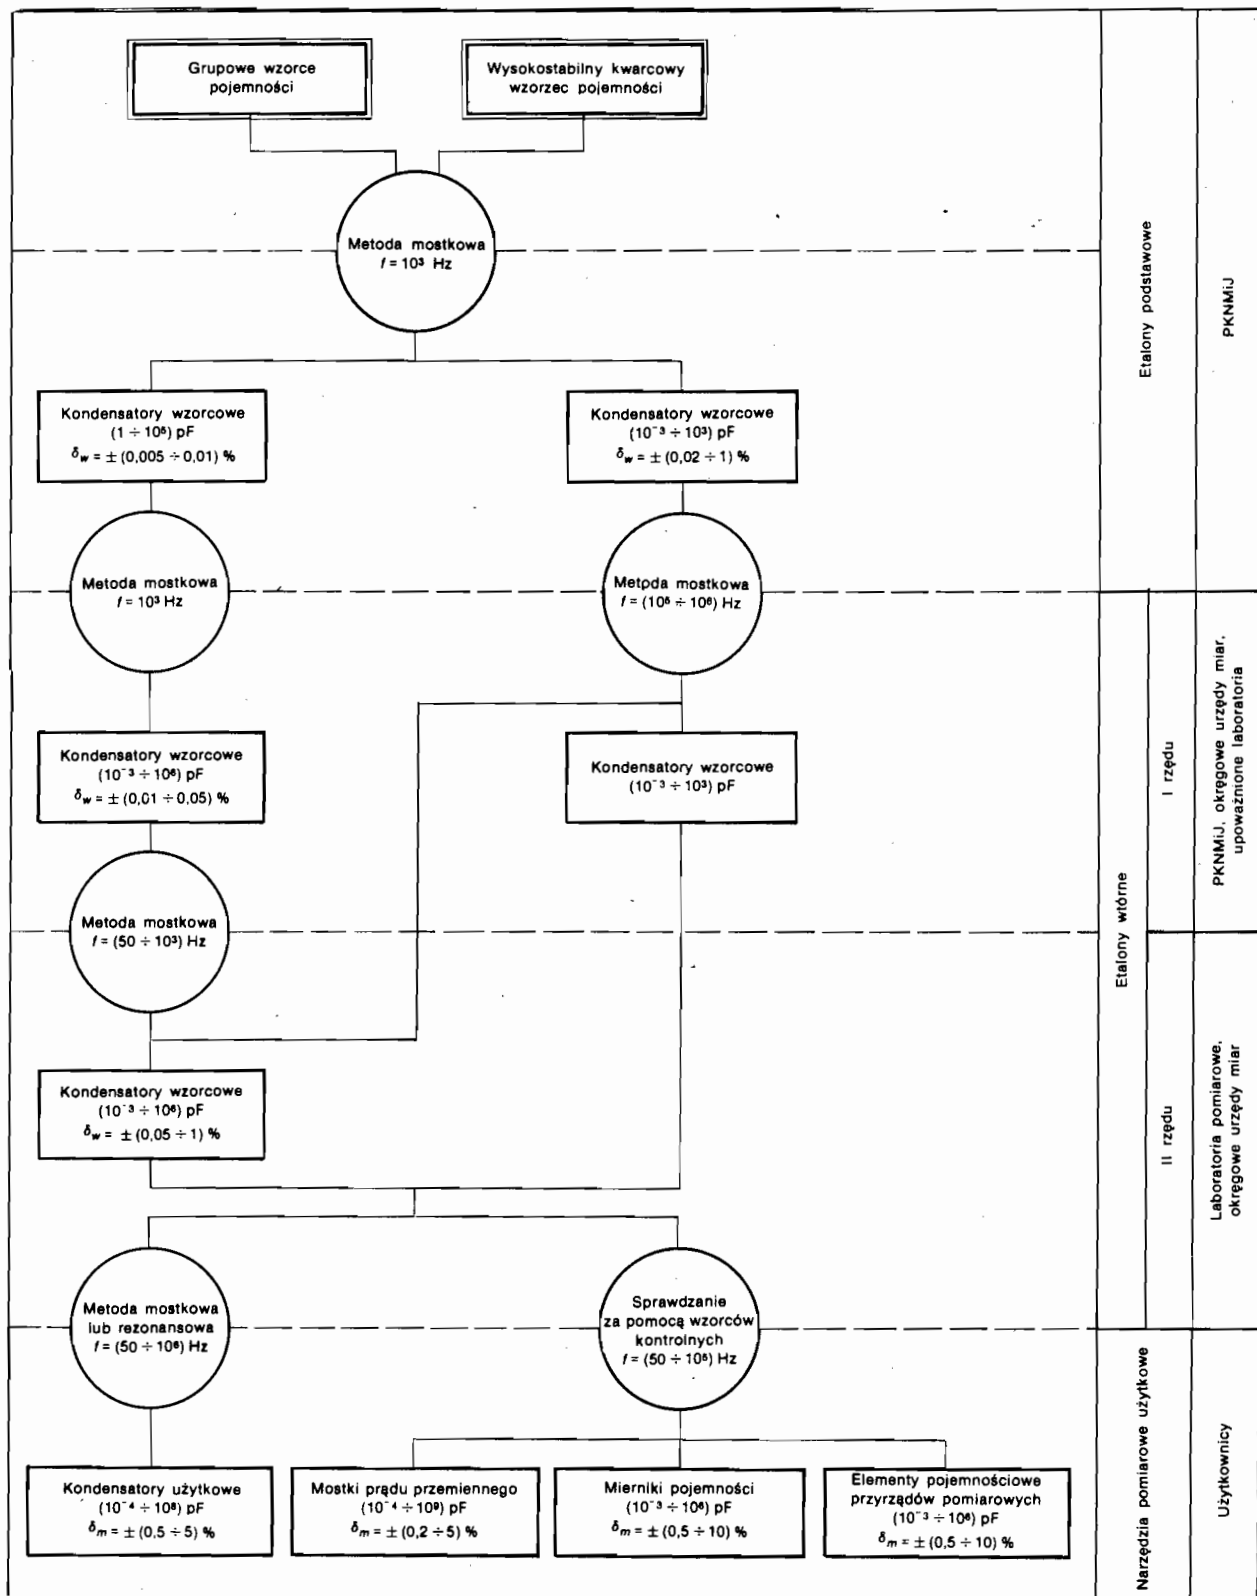 Grupowe wzorce
pojemności
Wysokostabilny kwarcowy
wzorzec pojemności
Metoda mostkowa
f = 10³ Hz
Kondensatory wzorcowe
(1 ÷ 10⁵) pF
δw = ± (0,005 ÷ 0,01) %
Kondensatory wzorcowe
(10⁻³ ÷ 10³) pF
δw = ± (0,02 ÷ 1) %
Metoda mostkowa
f = 10³ Hz
Metoda mostkowa
f = (10⁵ ÷ 10⁶) Hz
Kondensatory wzorcowe
(10⁻³ ÷ 10⁶) pF
δw = ± (0,01 ÷ 0,05) %
Kondensatory wzorcowe
(10⁻³ ÷ 10³) pF
Metoda mostkowa
f = (50 ÷ 10³) Hz
Kondensatory wzorcowe
(10⁻³ ÷ 10⁶) pF
δw = ± (0,05 ÷ 1) %
Metoda mostkowa
lub rezonansowa
f = (50 ÷ 10⁶) Hz
Sprawdzanie
za pomocą wzorców
kontrolnych
f = (50 ÷ 10⁵) Hz
Kondensatory użytkowe
(10⁻⁴ ÷ 10⁸) pF
δm = ± (0,5 ÷ 5) %
Mostki prądu przemiennego
(10⁻⁴ ÷ 10⁹) pF
δm = ± (0,2 ÷ 5) %
Mierniki pojemności
(10⁻³ ÷ 10⁶) pF
δm = ± (0,5 ÷ 10) %
Elementy pojemnościowe
przyrządów pomiarowych
(10⁻³ ÷ 10⁶) pF
δm = ± (0,5 ÷ 10) %
Etalony podstawowe
PKNMiJ
Etalony wtórne
I rzędu
PKNMiJ, okręgowe urzędy miar,
upoważnione laboratoria
II rzędu
Laboratoria pomiarowe,
okręgowe urzędy miar
Narzędzia pomiarowe użytkowe
Użytkownicy